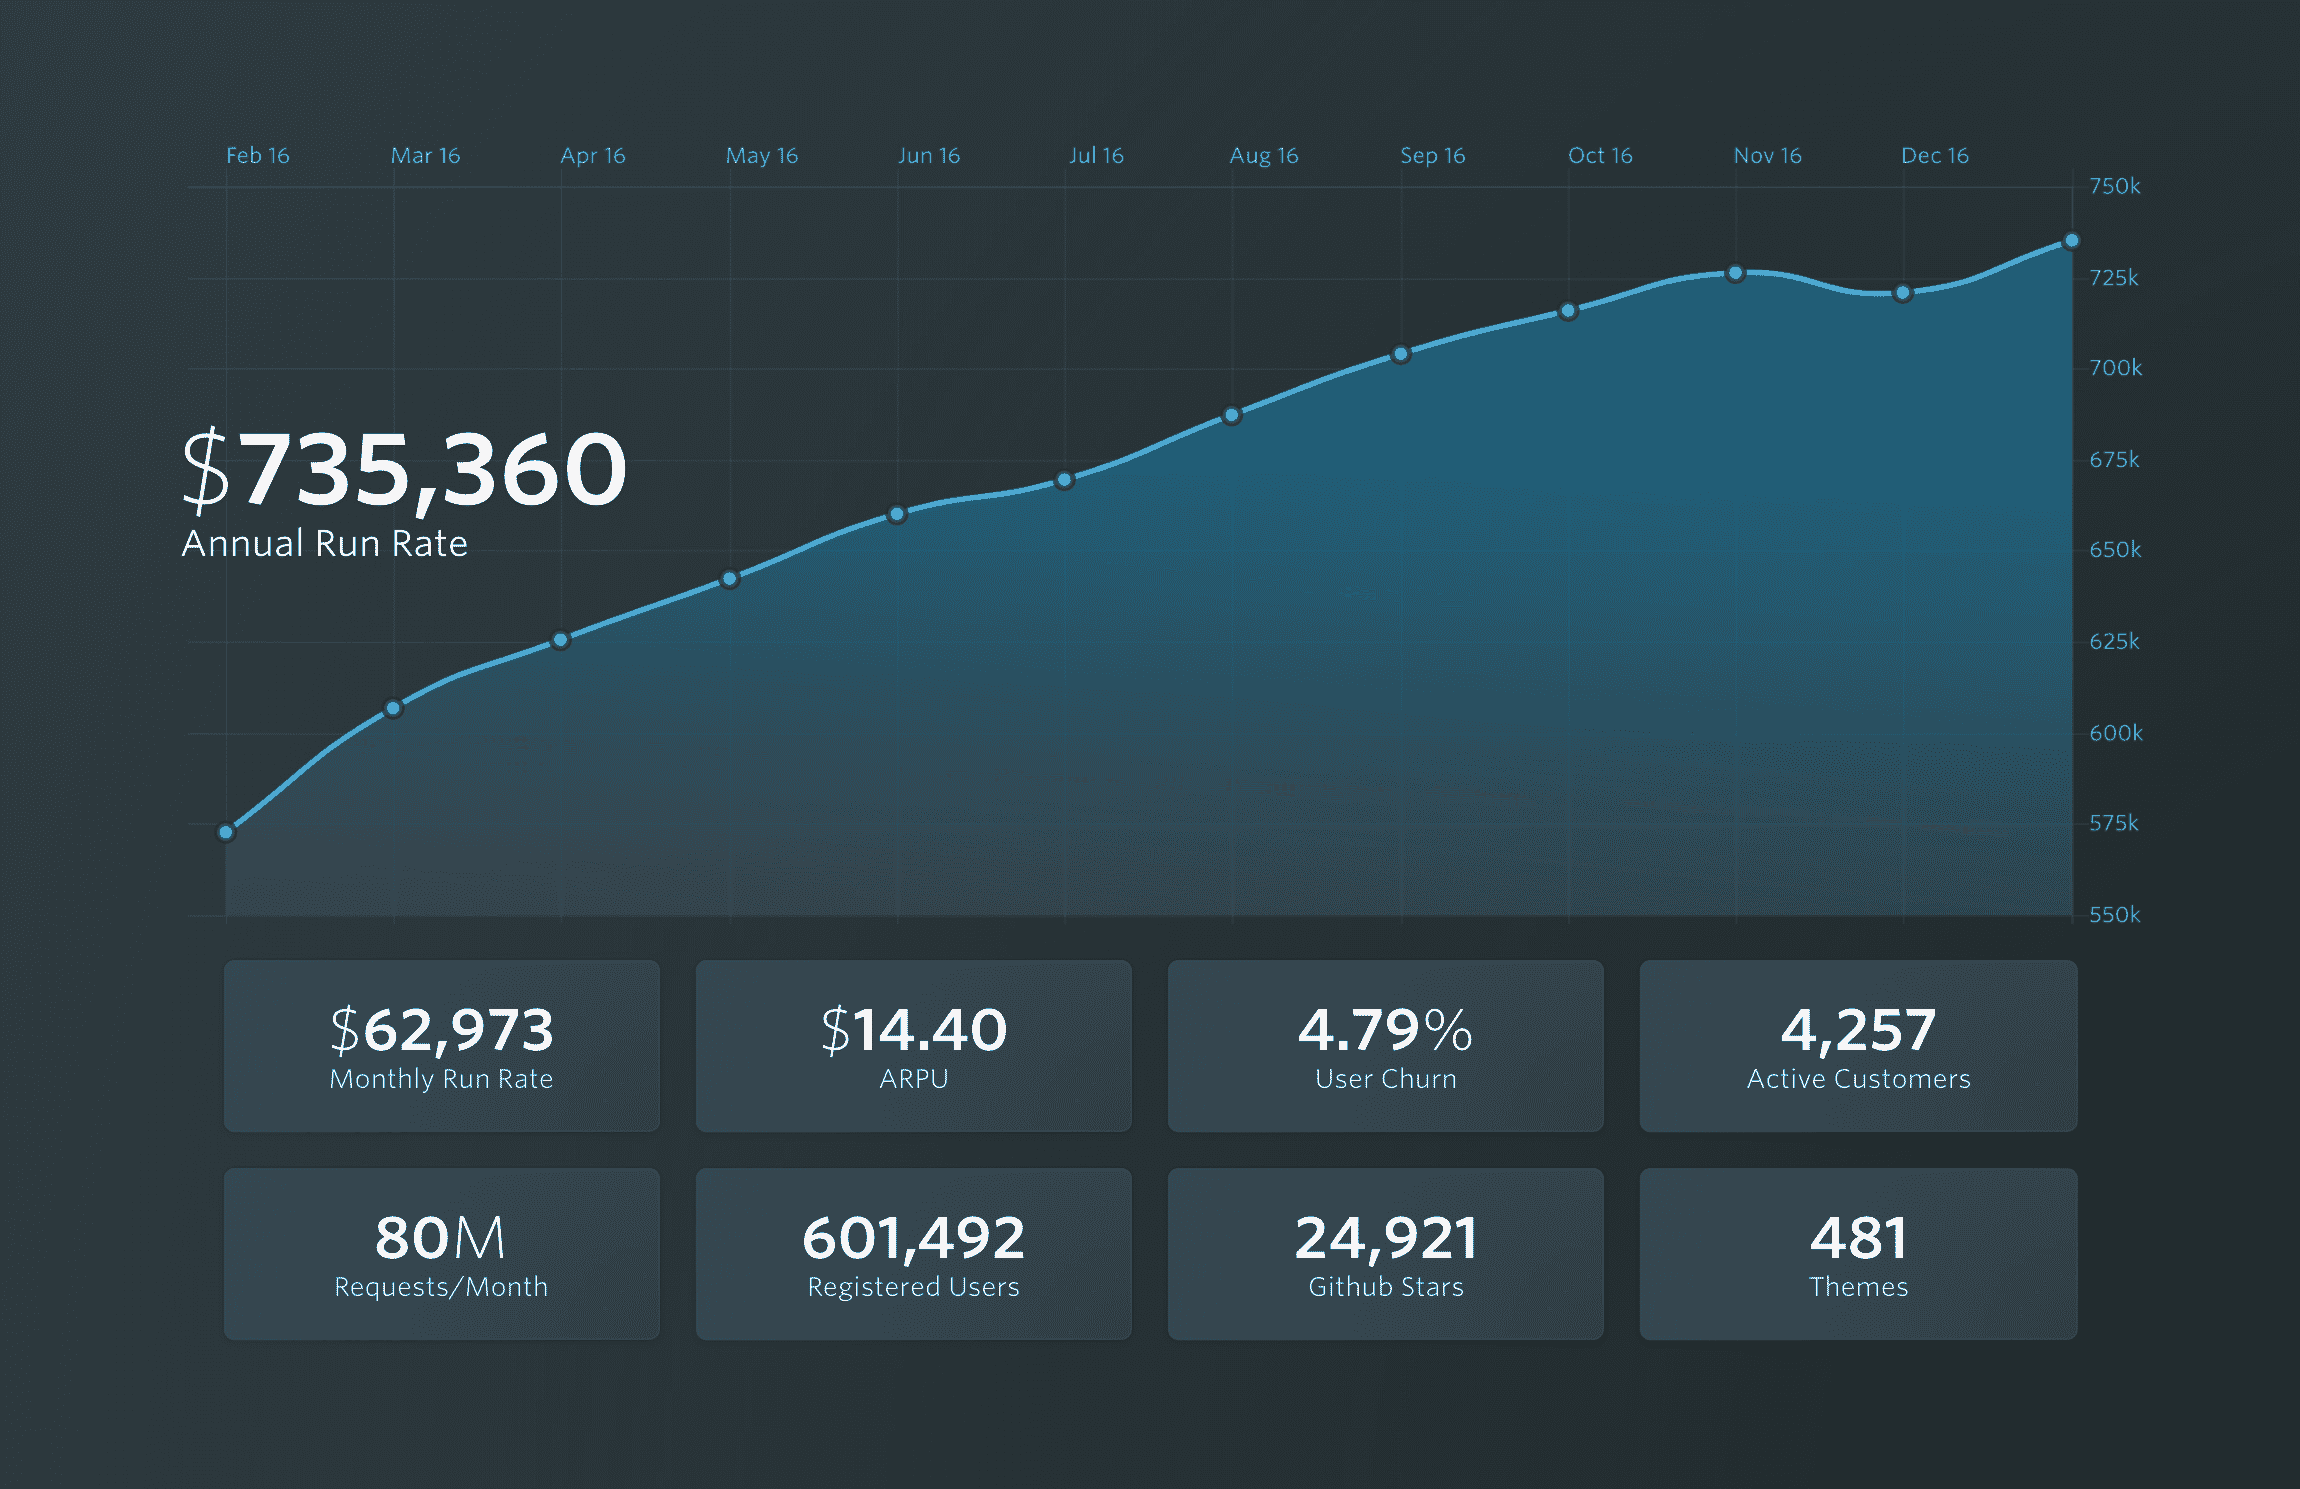 Feb 16 Mar 16 Apr 16 May 16 Jun 16 Jul 16 Aug 16 Sep 16 Oct 16 Nov 16 Dec 16
750k
725k
700k
$735,360
675k
Annual Run Rate
650k
625k
600k
575k
550k
$62,973
Monthly Run Rate
$14.40
ARPU
4.79%
User Churn
4,257
Active Customers
80M
Requests/Month
601,492
Registered Users
24,921
Github Stars
481
Themes